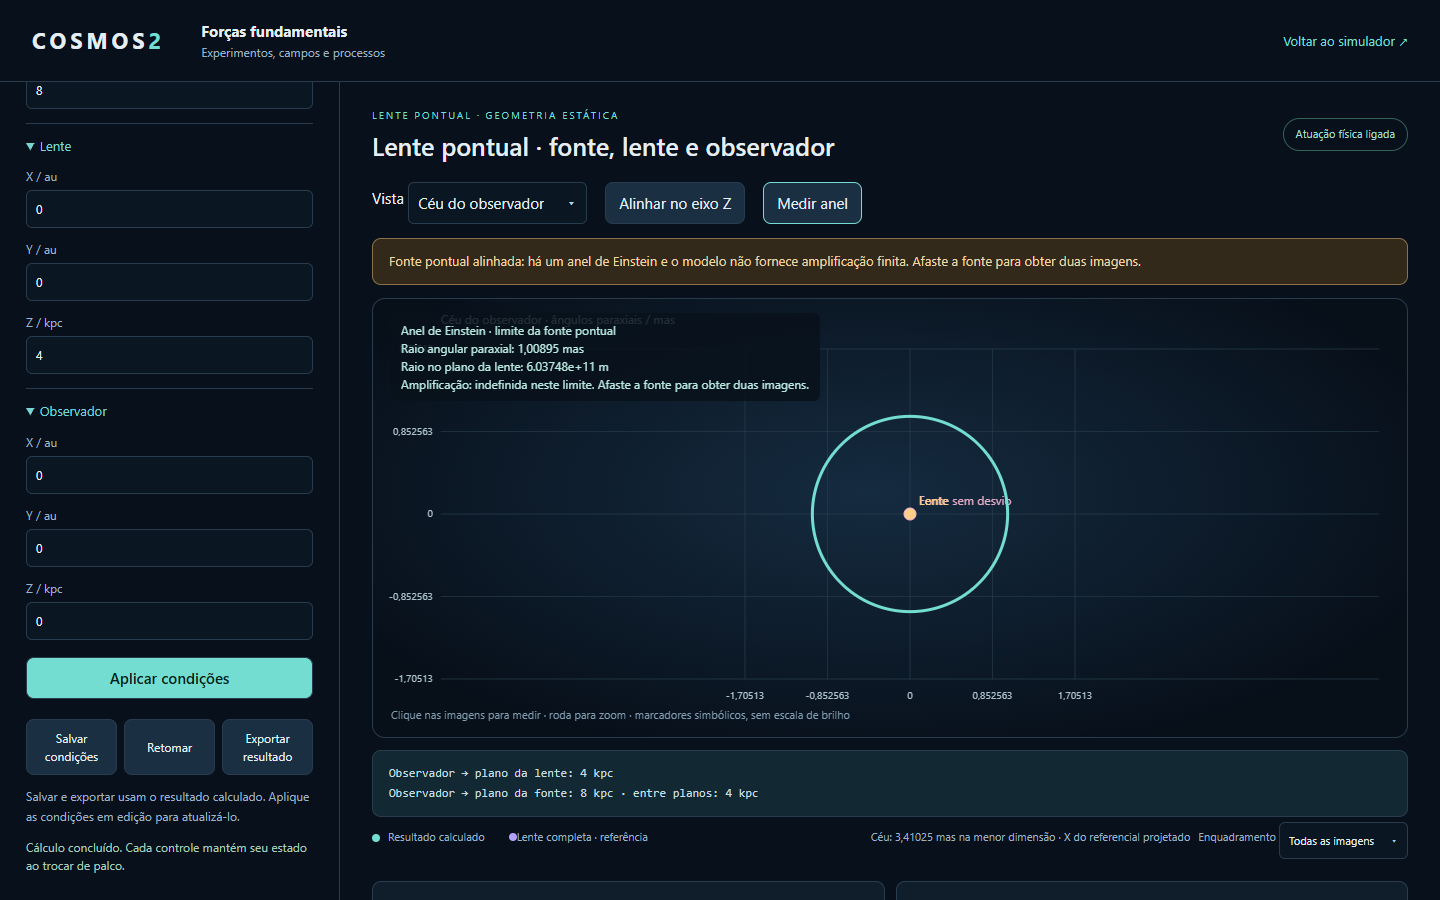 COSMOS2
Forças fundamentais
Experimentos, campos e processos
Voltar ao simulador ↗
8
▼ Lente
X / au
0
Y / au
0
Z / kpc
4
▼ Observador
X / au
0
Y / au
0
Z / kpc
0
Aplicar condições
Salvar condições
Retomar
Exportar resultado
Salvar e exportar usam o resultado calculado. Aplique
as condições em edição para atualizá-lo.
Cálculo concluído. Cada controle mantém seu estado
ao trocar de palco.
LENTE PONTUAL · GEOMETRIA ESTÁTICA
Lente pontual · fonte, lente e observador
Atuação física ligada
Vista
Céu do observador
Alinhar no eixo Z
Medir anel
Fonte pontual alinhada: há um anel de Einstein e o modelo não fornece amplificação finita. Afaste a fonte para obter duas imagens.
Céu do observador · ângulos paraxiais / mas
Anel de Einstein · limite da fonte pontual
Raio angular paraxial: 1,00895 mas
Raio no plano da lente: 6.03748e+11 m
Amplificação: indefinida neste limite. Afaste a fonte para obter duas imagens.
0,852563
0
-0,852563
-1,70513
Fonte sem desvio
-1,70513
-0,852563
0
0,852563
1,70513
Clique nas imagens para medir · roda para zoom · marcadores simbólicos, sem escala de brilho
Observador → plano da lente: 4 kpc
Observador → plano da fonte: 8 kpc · entre planos: 4 kpc
Resultado calculado
Lente completa · referência
Céu: 3,41025 mas na menor dimensão · X do referencial projetado
Enquadramento
Todas as imagens